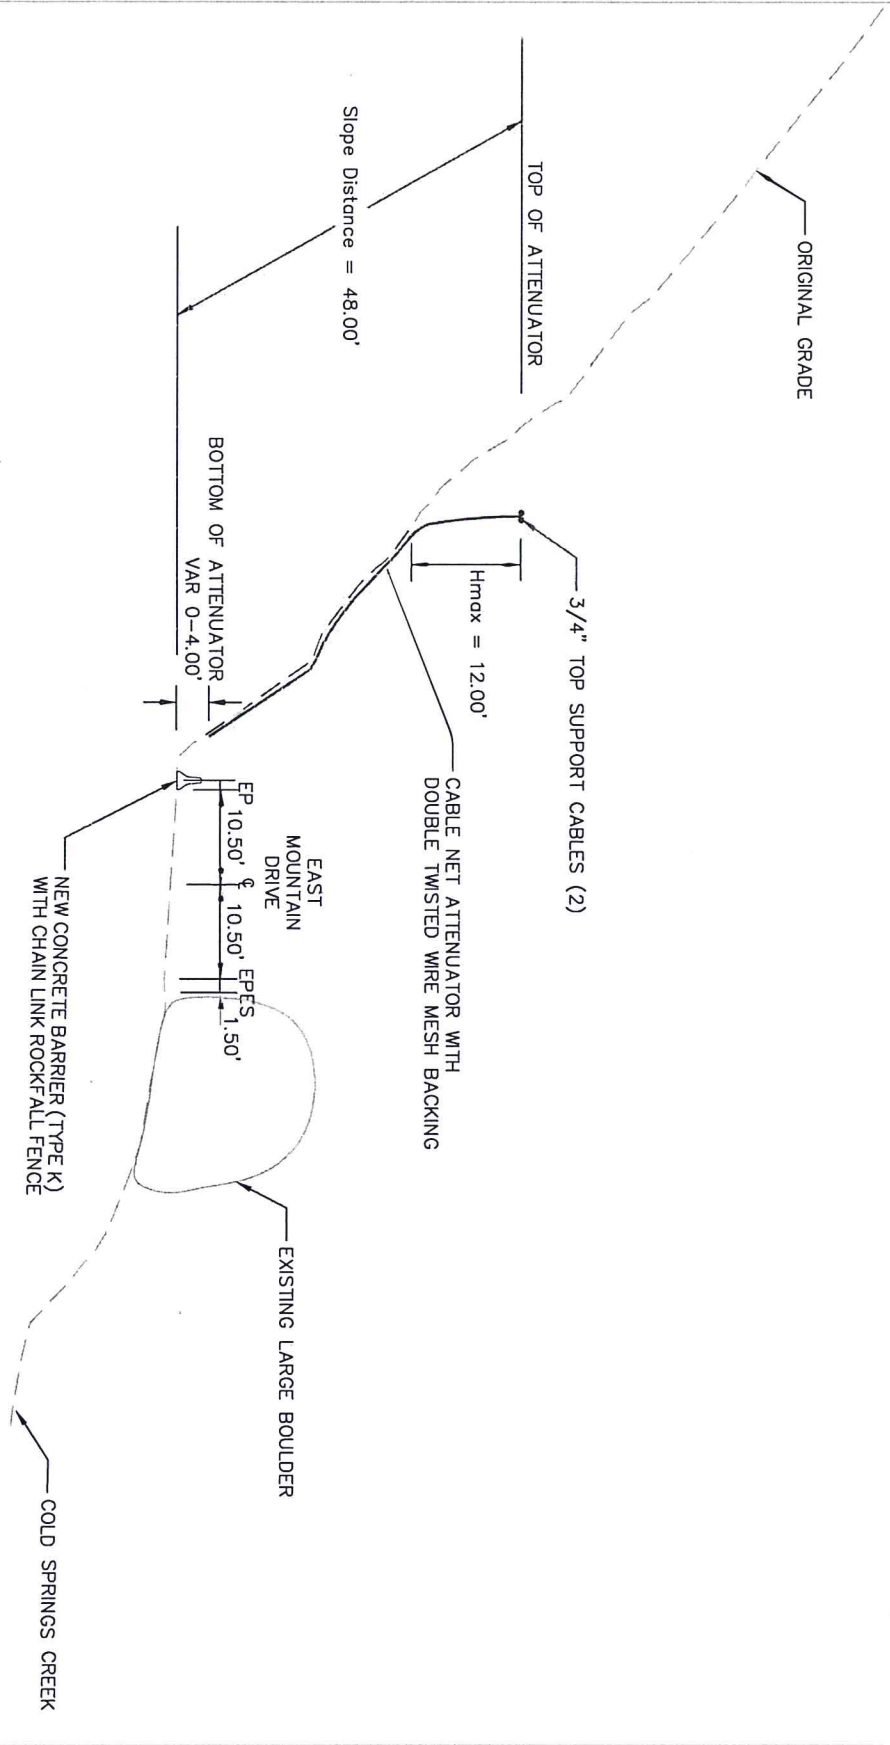 ORIGINAL GRADE
TOP OF ATTENUATOR
Slope Distance = 48.00'
3/4" TOP SUPPORT CABLES (2)
Hmax = 12.00'
BOTTOM OF ATTENUATOR
VAR 0-4.00'
CABLE NET ATTENUATOR WITH
DOUBLE TWISTED WIRE MESH BACKING
EAST
MOUNTAIN
DRIVE
EP 10.50' ℄ 10.50' EP ES
1.50'
NEW CONCRETE BARRIER (TYPE K)
WITH CHAIN LINK ROCKFALL FENCE
EXISTING LARGE BOULDER
COLD SPRINGS CREEK